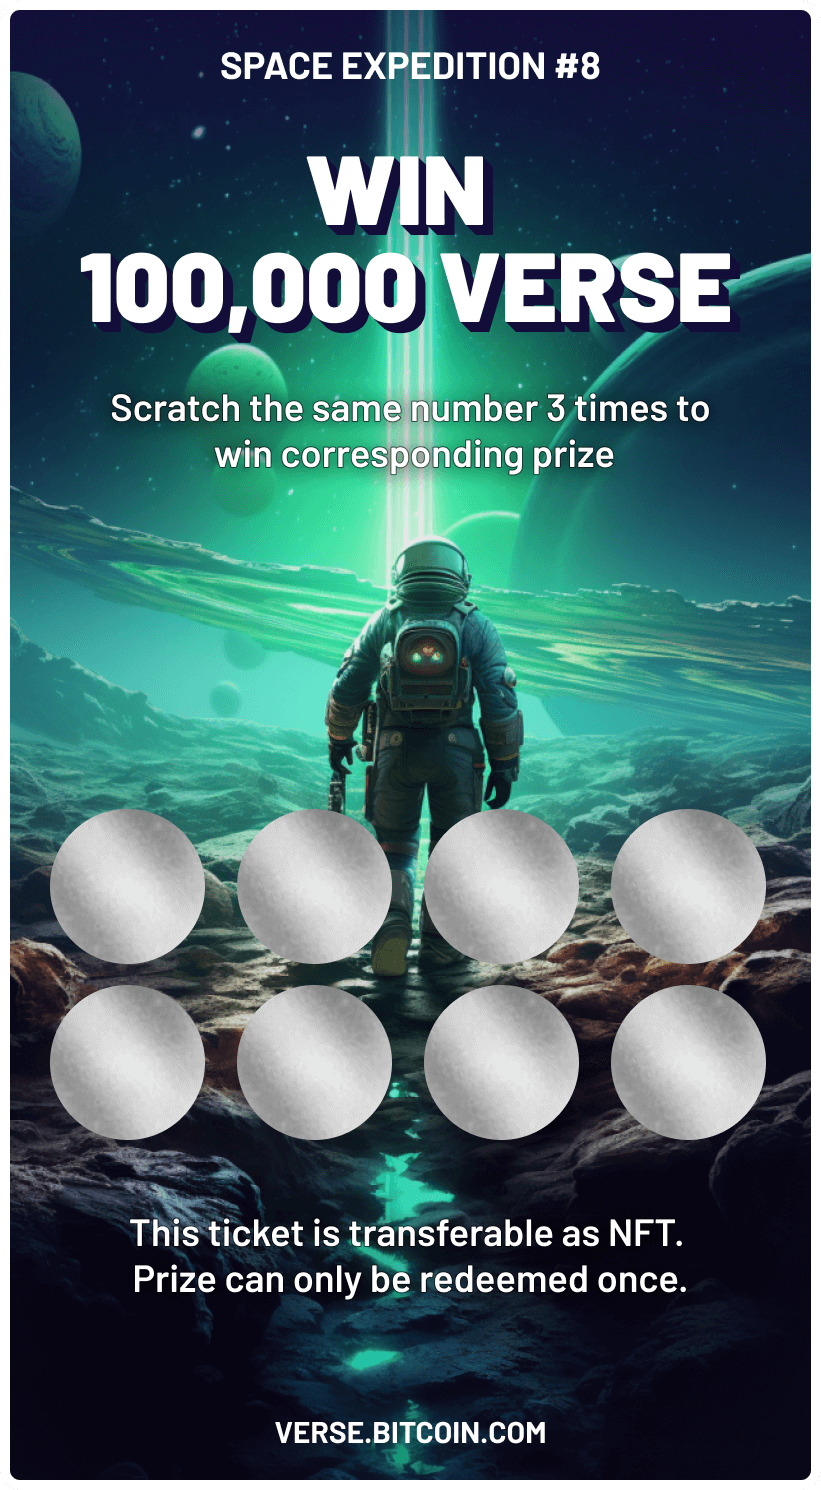 SPACE EXPEDITION #8
WIN
100,000 VERSE
Scratch the same number 3 times to
win corresponding prize
This ticket is transferable as NFT.
Prize can only be redeemed once.
VERSE.BITCOIN.COM